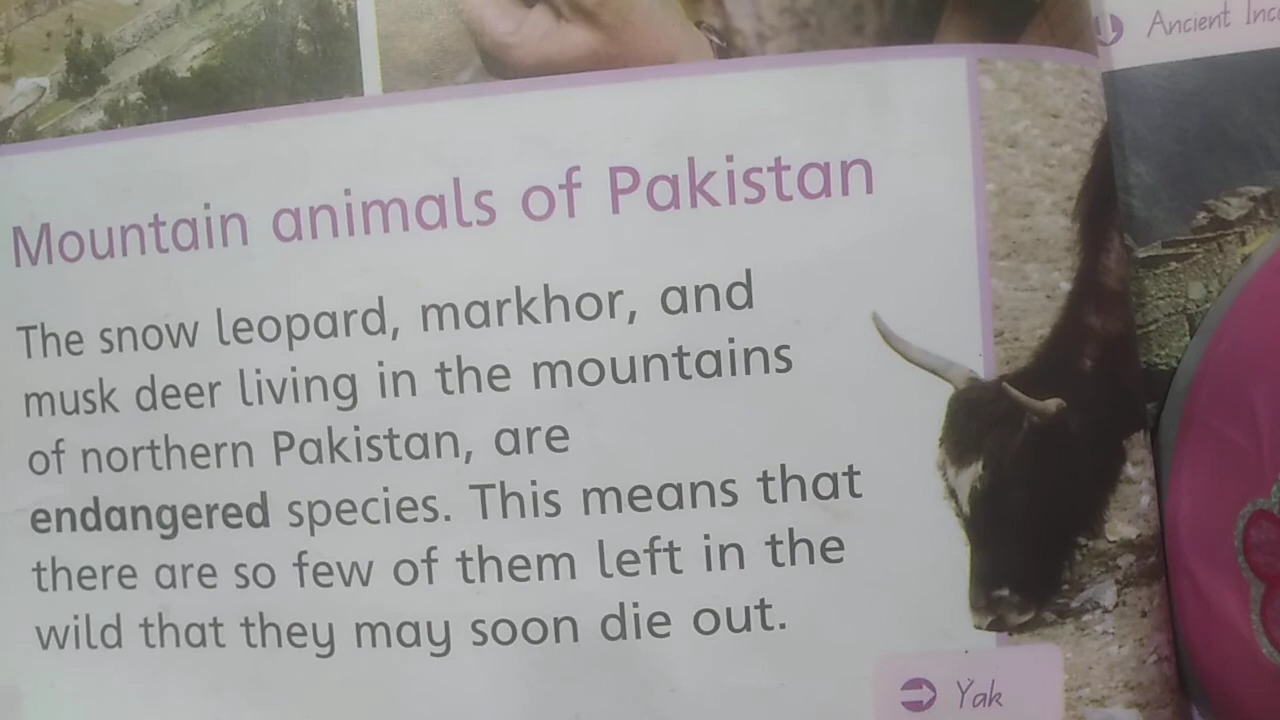 Ancient
Mountain animals of Pakistan
The snow leopard, markhor, and
musk deer living in the mountains
of northern Pakistan, are
endangered species. This means that
there are so few of them left in the
wild that they may soon die out.
Yak